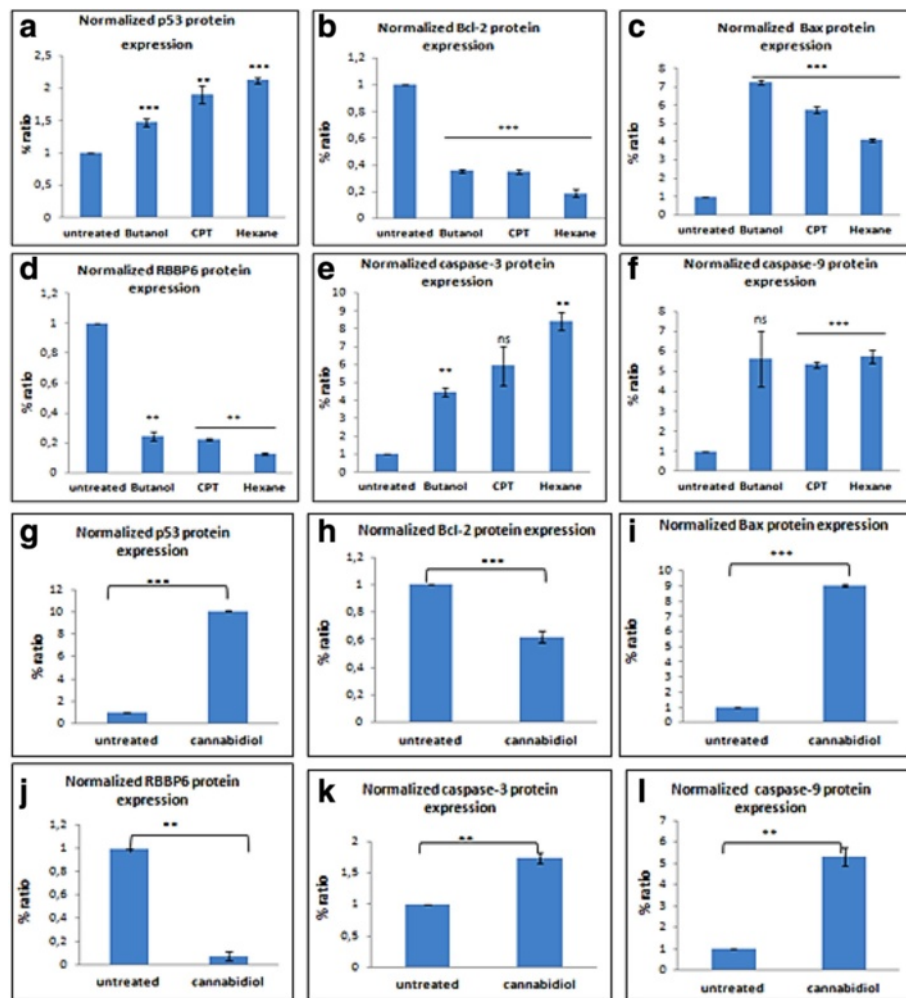 a
Normalized p53 protein
expression
% ratio
2,5
2
1,5
1
0,5
0
***
**
***
untreated Butanol CPT Hexane
b
Normalized Bcl-2 protein
expression
% ratio
1,2
1
0,8
0,6
0,4
0,2
0
***
untreated Butanol CPT Hexane
c
Normalized Bax protein
expression
% ratio
8
7
6
5
4
3
2
1
0
***
untreated Butanol CPT Hexane
d
Normalized RBBP6 protein
expression
% ratio
1,2
1
0,8
0,6
0,4
0,2
0
**
**
untreated Butanol CPT Hexane
e
Normalized caspase-3 protein
expression
% ratio
10
9
8
7
6
5
4
3
2
1
0
**
ns
**
untreated Butanol CPT Hexane
f
Normalized caspase-9 protein
expression
% ratio
8
7
6
5
4
3
2
1
0
ns
***
untreated Butanol CPT Hexane
g
Normalized p53 protein
expression
% ratio
12
10
8
6
4
2
0
***
untreated cannabidiol
h
Normalized Bcl-2 protein expression
% ratio
1,2
1
0,8
0,6
0,4
0,2
0
***
untreated cannabidiol
i
Normalized Bax protein expression
% ratio
10
9
8
7
6
5
4
3
2
1
0
***
untreated cannabidiol
j
Normalized RBBP6 protein
expression
% ratio
1,2
1
0,8
0,6
0,4
0,2
0
**
untreated cannabidiol
k
Normalized caspase-3 protein
expression
% ratio
2
1,5
1
0,5
0
**
untreated cannabidiol
l
Normalized caspase-9 protein
expression
% ratio
7
6
5
4
3
2
1
0
**
untreated cannabidiol